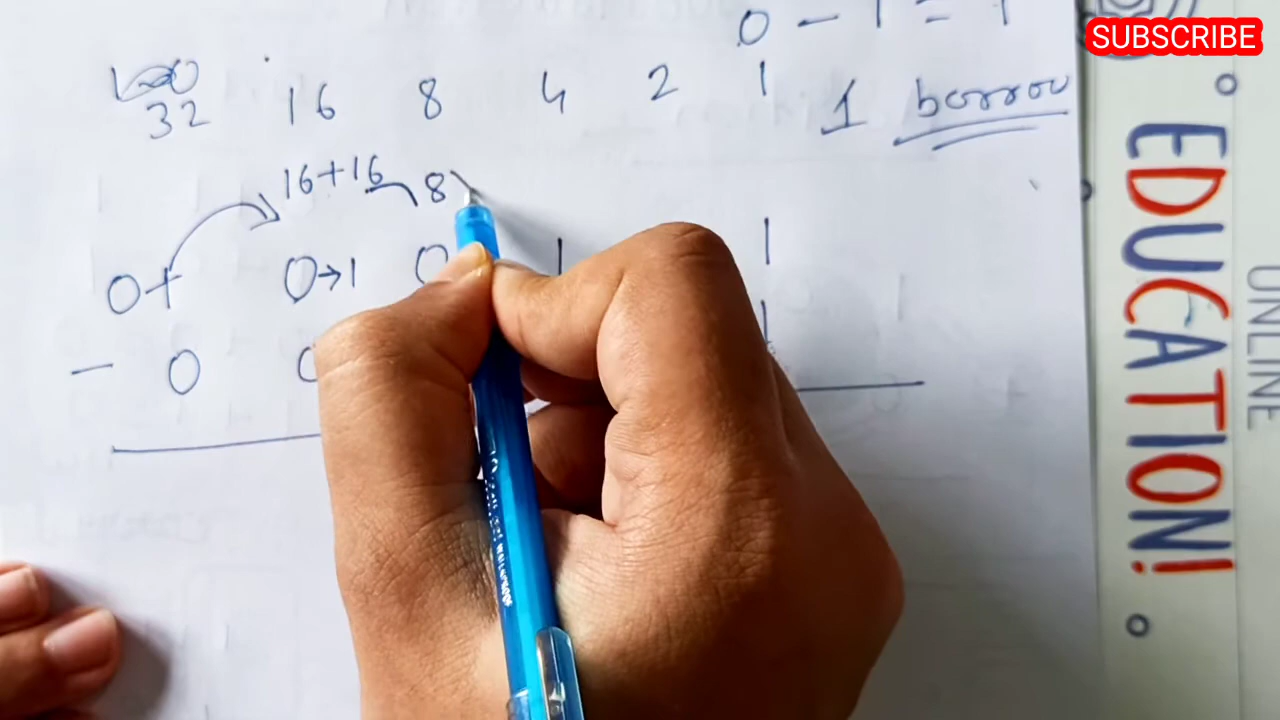 0 - 1 = 1
SUBSCRIBE
32 16 8 4 2 1 1 borrow
16+16 8
0 1 0→1 0 1 1
- 0 0 1
EDUCATION!
ONLINE